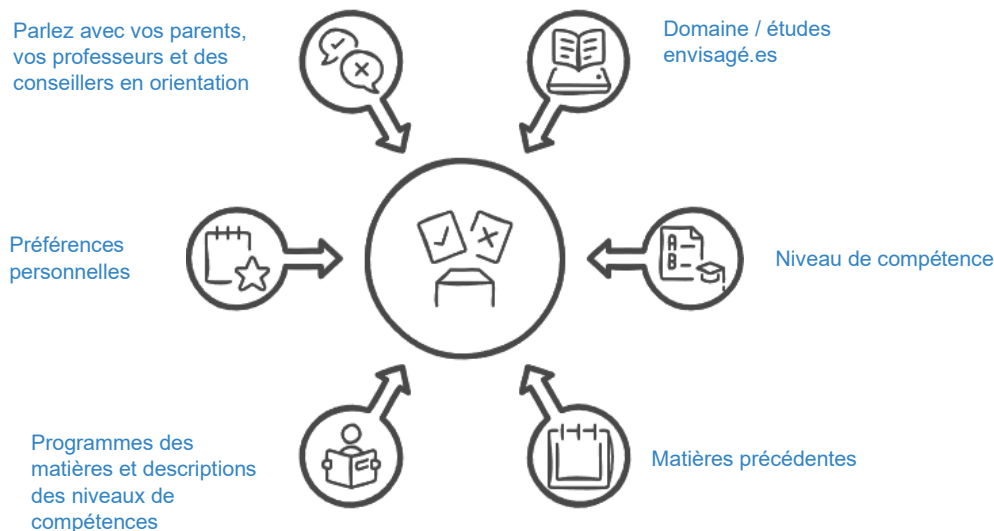 Parlez avec vos parents,
vos professeurs et des
conseillers en orientation
Domaine / études
envisagé.es
Préférences
personnelles
Niveau de compétence
Programmes des
matières et descriptions
des niveaux de
compétences
Matières précédentes
A
B